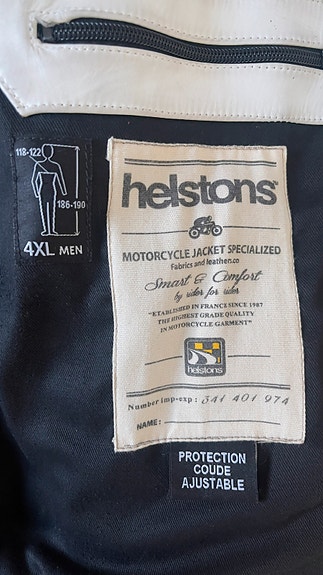 118-122
186-190
4XL MEN
helstons®
MOTORCYCLE JACKET SPECIALIZED
Fabrics and leather.co
Smart & Comfort
by rider for rider
"ESTABLISHED IN FRANCE SINCE 1987
THE HIGHEST GRADE QUALITY
IN MOTORCYCLE GARMENT"
helstons
Number imp-exp : 341 401 974
NAME :
PROTECTION
COUDE
AJUSTABLE